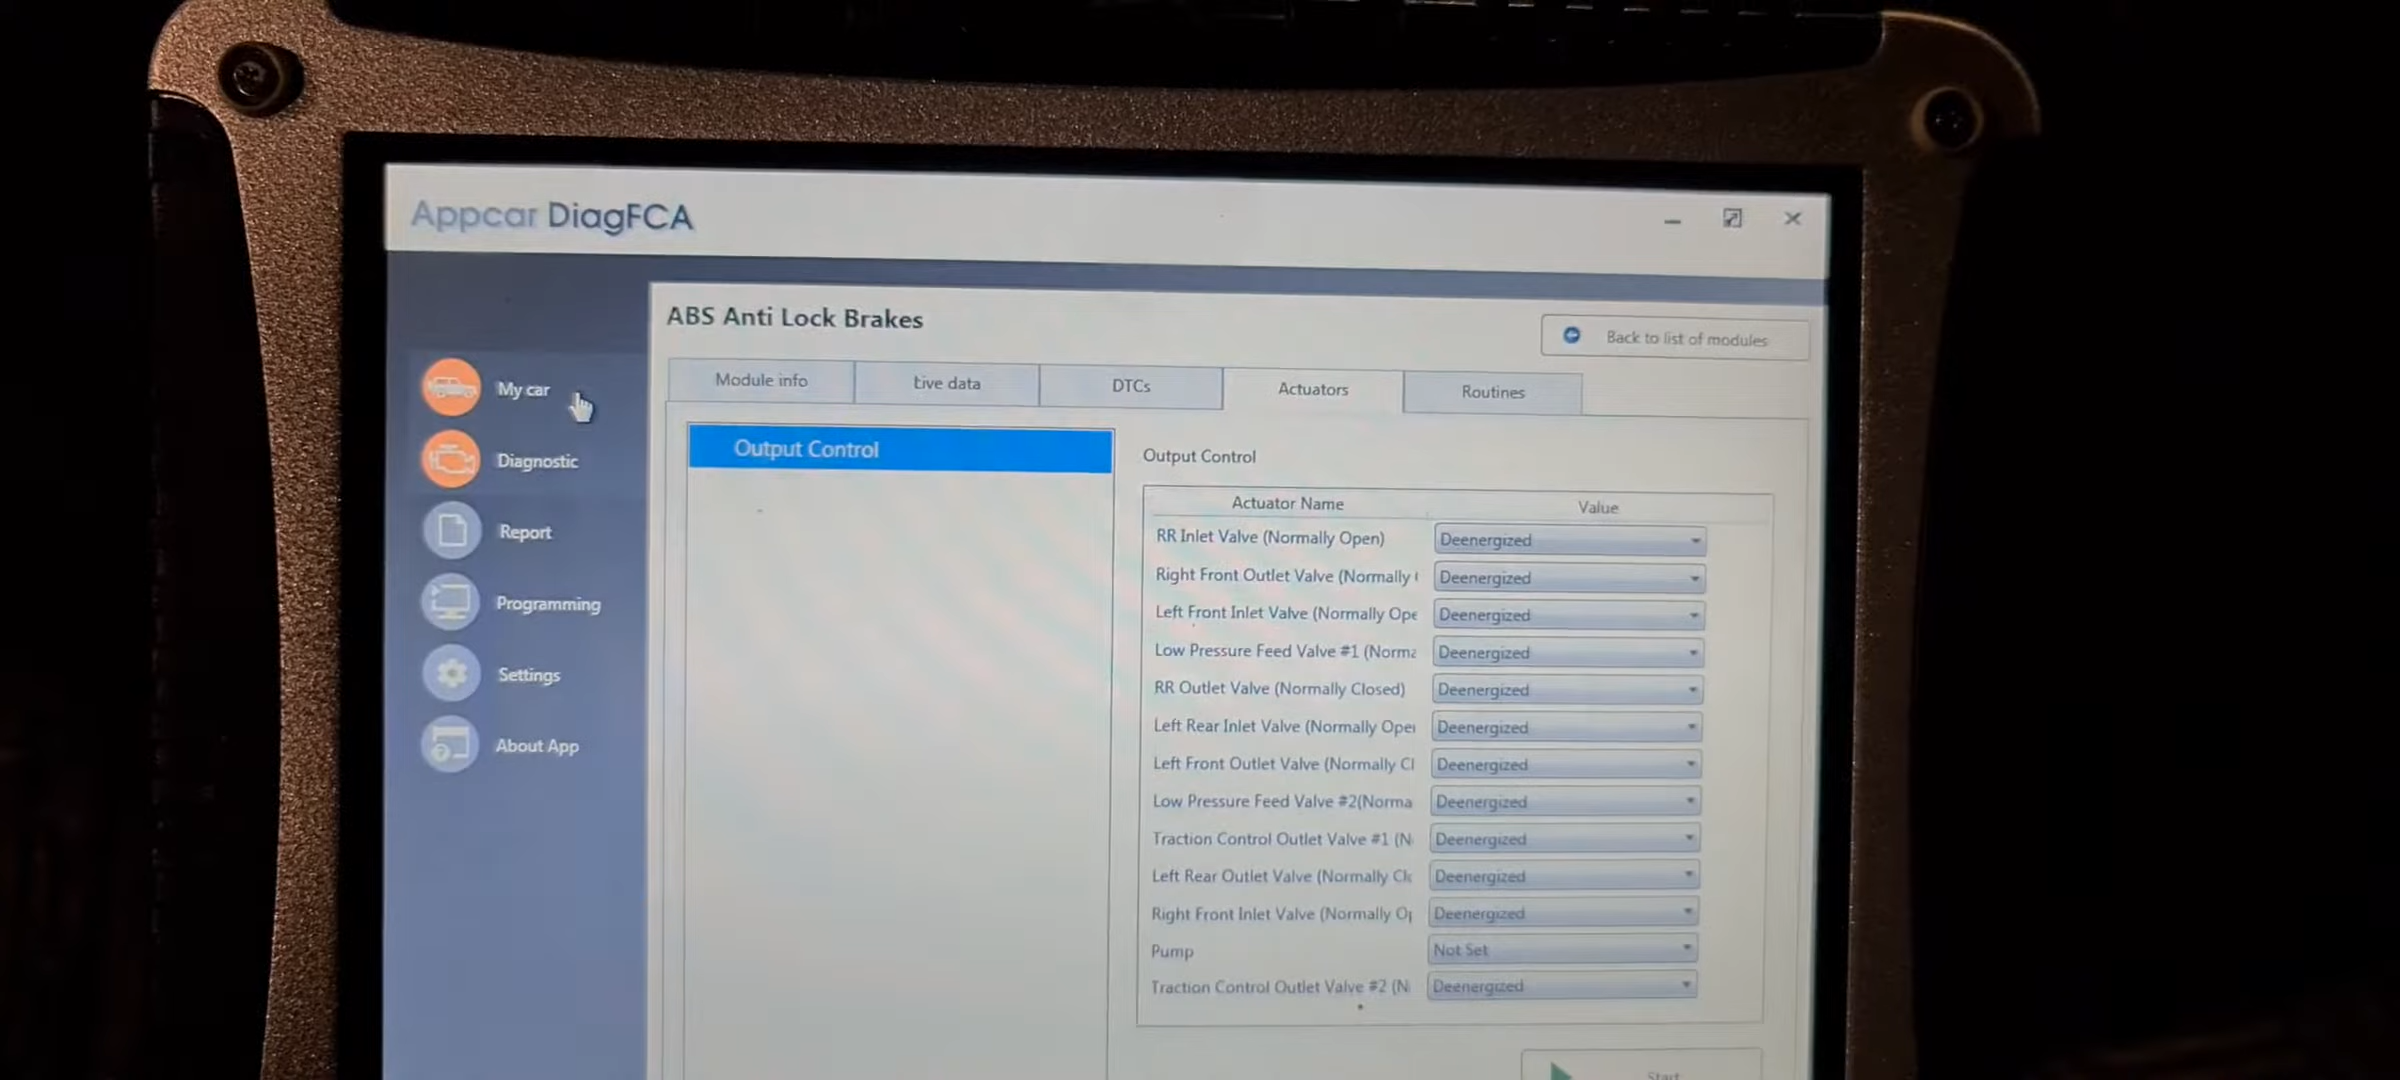 Appcar DiagFCA
ABS Anti Lock Brakes
Back to list of modules
My car
Diagnostic
Report
Programming
Settings
About App
Module info
Live data
DTCs
Actuators
Routines
Output Control
Output Control
Actuator Name Value
RR Inlet Valve (Normally Open) Deenergized
Right Front Outlet Valve (Normally Deenergized
Left Front Inlet Valve (Normally Ope Deenergized
Low Pressure Feed Valve #1 (Norma Deenergized
RR Outlet Valve (Normally Closed) Deenergized
Left Rear Inlet Valve (Normally Ope Deenergized
Left Front Outlet Valve (Normally Cl Deenergized
Low Pressure Feed Valve #2(Norma Deenergized
Traction Control Outlet Valve #1 (N Deenergized
Left Rear Outlet Valve (Normally Cl Deenergized
Right Front Inlet Valve (Normally O Deenergized
Pump Not Set
Traction Control Outlet Valve #2 (N Deenergized
Start